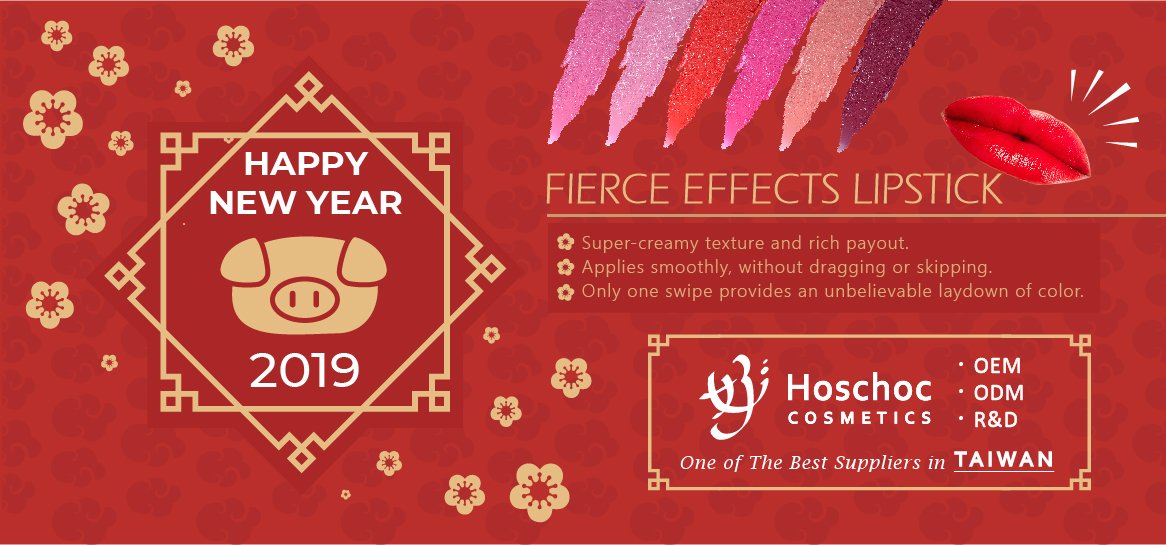 HAPPY
NEW YEAR
2019
FIERCE EFFECTS LIPSTICK
Super-creamy texture and rich payout.
Applies smoothly, without dragging or skipping.
Only one swipe provides an unbelievable laydown of color.
Hoschoc
COSMETICS
· OEM
· ODM
· R&D
One of The Best Suppliers in TAIWAN